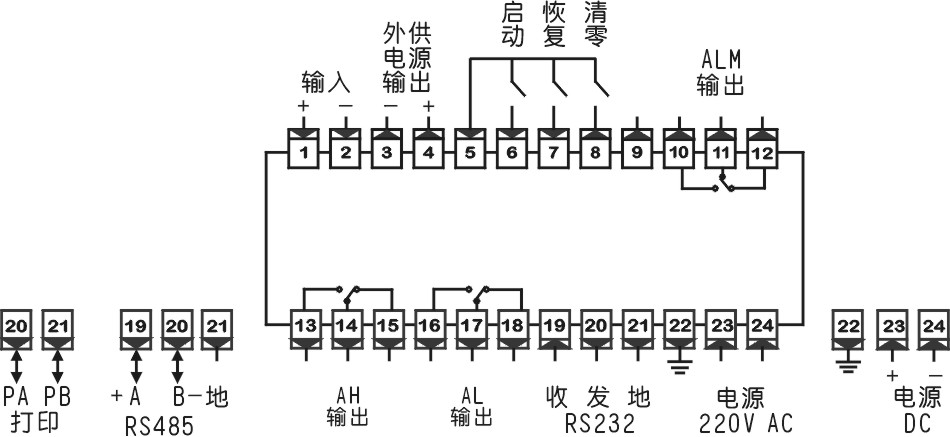 启 恢 清
动 复 零
外供
电源
输出
输入
ALM
输出
+ − − +
1 2 3 4 5 6 7 8 9 10 11 12
20 21 19 20 21 13 14 15 16 17 18 19 20 21 22 23 24 22 23 24
+ −
PA PB +A B−地 AH AL 收 发 地 电源 电源
打印 RS485 输出 输出 RS232 220V AC DC